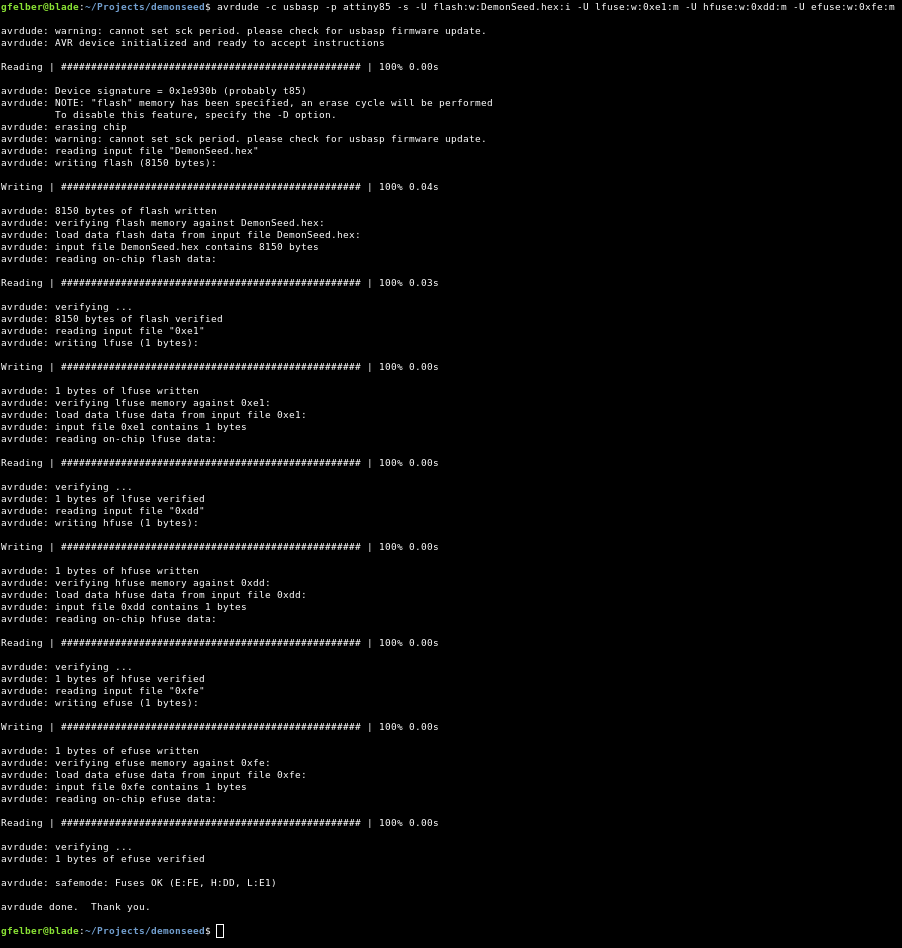 gfelber@blade:~/Projects/demonseed$ avrdude -c usbasp -p attiny85 -s -U flash:w:DemonSeed.hex:i -U lfuse:w:0xe1:m -U hfuse:w:0xdd:m -U efuse:w:0xfe:m
avrdude: warning: cannot set sck period. please check for usbasp firmware update.
avrdude: AVR device initialized and ready to accept instructions
Reading | ################################################## | 100% 0.00s
avrdude: Device signature = 0x1e930b (probably t85)
avrdude: NOTE: "flash" memory has been specified, an erase cycle will be performed
To disable this feature, specify the -D option.
avrdude: erasing chip
avrdude: warning: cannot set sck period. please check for usbasp firmware update.
avrdude: reading input file "DemonSeed.hex"
avrdude: writing flash (8150 bytes):
Writing | ################################################## | 100% 0.04s
avrdude: 8150 bytes of flash written
avrdude: verifying flash memory against DemonSeed.hex:
avrdude: load data flash data from input file DemonSeed.hex:
avrdude: input file DemonSeed.hex contains 8150 bytes
avrdude: reading on-chip flash data:
Reading | ################################################## | 100% 0.03s
avrdude: verifying ...
avrdude: 8150 bytes of flash verified
avrdude: reading input file "0xe1"
avrdude: writing lfuse (1 bytes):
Writing | ################################################## | 100% 0.00s
avrdude: 1 bytes of lfuse written
avrdude: verifying lfuse memory against 0xe1:
avrdude: load data lfuse data from input file 0xe1:
avrdude: input file 0xe1 contains 1 bytes
avrdude: reading on-chip lfuse data:
Reading | ################################################## | 100% 0.00s
avrdude: verifying ...
avrdude: 1 bytes of lfuse verified
avrdude: reading input file "0xdd"
avrdude: writing hfuse (1 bytes):
Writing | ################################################## | 100% 0.00s
avrdude: 1 bytes of hfuse written
avrdude: verifying hfuse memory against 0xdd:
avrdude: load data hfuse data from input file 0xdd:
avrdude: input file 0xdd contains 1 bytes
avrdude: reading on-chip hfuse data:
Reading | ################################################## | 100% 0.00s
avrdude: verifying ...
avrdude: 1 bytes of hfuse verified
avrdude: reading input file "0xfe"
avrdude: writing efuse (1 bytes):
Writing | ################################################## | 100% 0.00s
avrdude: 1 bytes of efuse written
avrdude: verifying efuse memory against 0xfe:
avrdude: load data efuse data from input file 0xfe:
avrdude: input file 0xfe contains 1 bytes
avrdude: reading on-chip efuse data:
Reading | ################################################## | 100% 0.00s
avrdude: verifying ...
avrdude: 1 bytes of efuse verified
avrdude: safemode: Fuses OK (E:FE, H:DD, L:E1)
avrdude done.  Thank you.
gfelber@blade:~/Projects/demonseed$